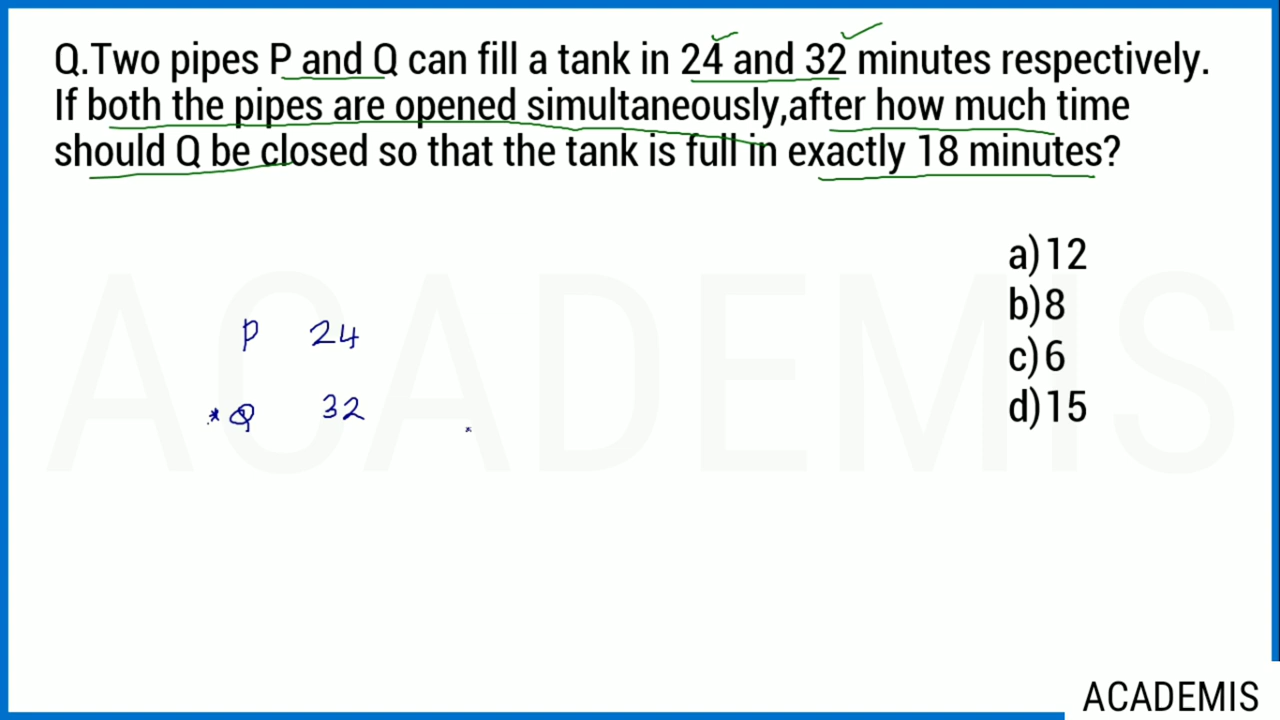 Q.Two pipes P and Q can fill a tank in 24 and 32 minutes respectively.
If both the pipes are opened simultaneously,after how much time
should Q be closed so that the tank is full in exactly 18 minutes?
a)12
b)8
c)6
d)15
P 24
*Q 32
ACADEMIS
ACADEMIS